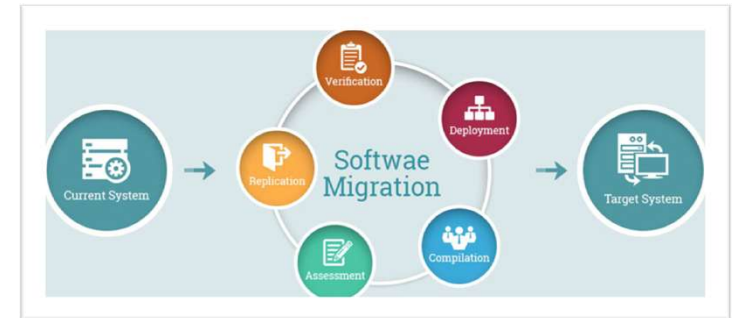 Verification
Deployment
Softwae
Migration
Replication
Current System
Target System
Compilation
Assessment